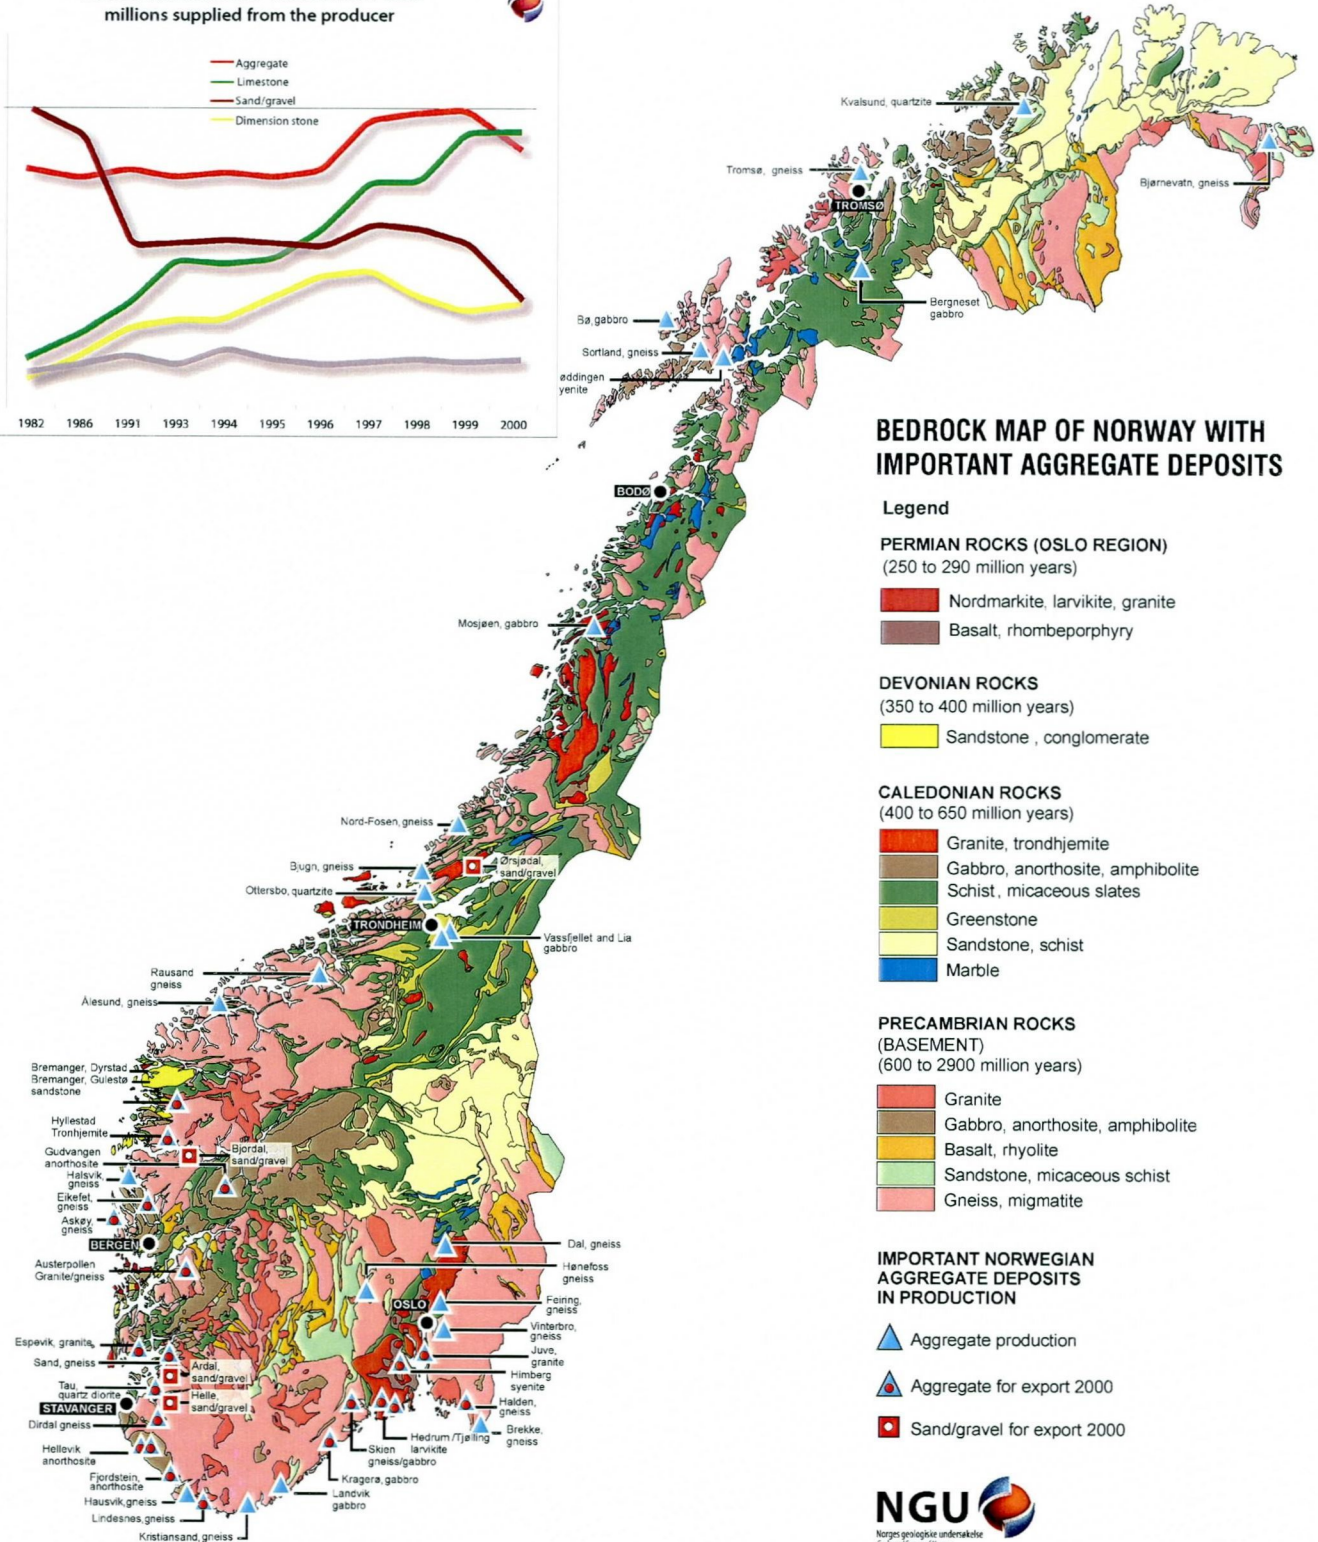 millions supplied from the producer
Aggregate
Limestone
Sand/gravel
Dimension stone
1982 1986 1991 1993 1994 1995 1996 1997 1998 1999 2000
Kvalsund, quartzite
Tromsø, gneiss
TROMSØ
Bjørnevatn, gneiss
Bergneset
gabbro
Bø, gabbro
Sortland, gneiss
øddingen
yenite
BODØ
Mosjøen, gabbro
Nord-Fosen, gneiss
Bjugn, gneiss
Ørsjødal,
sand/gravel
Ottersbo, quartzite
TRONDHEIM
Vassfjellet and Lia
gabbro
Rausand
gneiss
Ålesund, gneiss
Bremanger, Dyrstad
Bremanger, Gulestø
sandstone
Hyllestad
Tronhjemite
Bjordal,
sand/gravel
Gudvangen
anorthosite
Halsvik,
gneiss
Eikefet,
gneiss
Askøy,
gneiss
BERGEN
Austerpollen
Granite/gneiss
Dal, gneiss
Hønefoss
gneiss
OSLO
Feiring,
gneiss
Vinterbro,
gneiss
Juve,
granite
Himberg
syenite
Halden,
gneiss
Brekke,
gneiss
Espevik, granite,
Sand, gneiss
Ardal,
sand/gravel
Tau,
quartz diorite
Helle,
sand/gravel
STAVANGER
Dirdal gneiss
Hellevik
anorthosite
Fjordstein,
anorthosite
Hausvik, gneiss
Lindesnes, gneiss
Kristiansand, gneiss
Hedrum /Tjølling
larvikite
Skien
gneiss/gabbro
Kragerø, gabbro
Landvik
gabbro
BEDROCK MAP OF NORWAY WITH
IMPORTANT AGGREGATE DEPOSITS
Legend
PERMIAN ROCKS (OSLO REGION)
(250 to 290 million years)
Nordmarkite, larvikite, granite
Basalt, rhombeporphyry
DEVONIAN ROCKS
(350 to 400 million years)
Sandstone , conglomerate
CALEDONIAN ROCKS
(400 to 650 million years)
Granite, trondhjemite
Gabbro, anorthosite, amphibolite
Schist, micaceous slates
Greenstone
Sandstone, schist
Marble
PRECAMBRIAN ROCKS
(BASEMENT)
(600 to 2900 million years)
Granite
Gabbro, anorthosite, amphibolite
Basalt, rhyolite
Sandstone, micaceous schist
Gneiss, migmatite
IMPORTANT NORWEGIAN
AGGREGATE DEPOSITS
IN PRODUCTION
Aggregate production
Aggregate for export 2000
Sand/gravel for export 2000
NGU
Norges geologiske undersøkelse